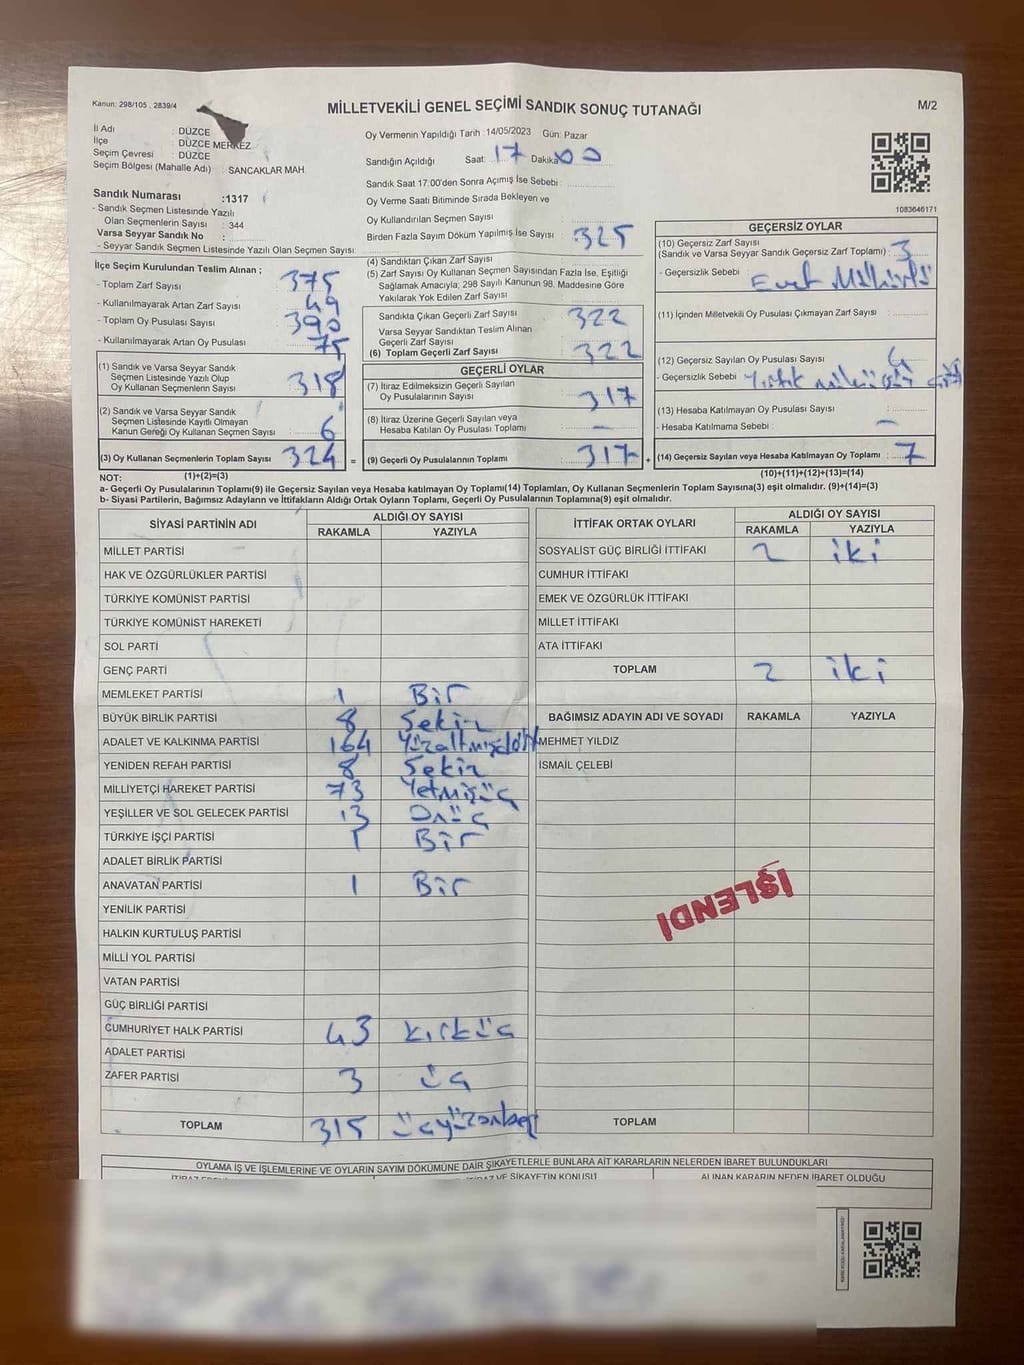 Kanun: 298/105 , 2839/4
MİLLETVEKİLİ GENEL SEÇİMİ SANDIK SONUÇ TUTANAĞI
M/2
İl Adı : DÜZCE
İlçe : DÜZCE MERKEZ
Seçim Çevresi : DÜZCE
Seçim Bölgesi (Mahalle Adı) : SANCAKLAR MAH
Oy Vermenin Yapıldığı Tarih :14/05/2023 Gün: Pazar
Sandığın Açıldığı Saat: 17 Dakika 00
Sandık Saat 17:00'den Sonra Açımış İse Sebebi:
Oy Verme Saati Bitiminde Sırada Bekleyen ve
Oy Kullandırılan Seçmen Sayısı
Birden Fazla Sayım Döküm Yapılmış İse Sayısı
1083646171
Sandık Numarası :1317
- Sandık Seçmen Listesinde Yazılı
Olan Seçmenlerin Sayısı : 344
Varsa Seyyar Sandık No :
- Seyyar Sandık Seçmen Listesinde Yazılı Olan Seçmen Sayısı:
İlçe Seçim Kurulundan Teslim Alınan ;
- Toplam Zarf Sayısı : 375
- Kullanılmayarak Artan Zarf Sayısı : 49
- Toplam Oy Pusulası Sayısı : 390
- Kullanılmayarak Artan Oy Pusulası : 75
(1) Sandık ve Varsa Seyyar Sandık
Seçmen Listesinde Yazılı Olup
Oy Kullanan Seçmenlerin Sayısı : 318
(2) Sandık ve Varsa Seyyar Sandık
Seçmen Listesinde Kayıtlı Olmayan
Kanun Gereği Oy Kullanan Seçmen Sayısı : 6
(3) Oy Kullanan Seçmenlerin Toplam Sayısı : 324
(4) Sandıktan Çıkan Zarf Sayısı : 325
(5) Zarf Sayısı Oy Kullanan Seçmen Sayısından Fazla İse, Eşitliği
Sağlamak Amacıyla; 298 Sayılı Kanunun 98. Maddesine Göre
Yakılarak Yok Edilen Zarf Sayısı
Sandıkta Çıkan Geçerli Zarf Sayısı : 322
Varsa Seyyar Sandıktan Teslim Alınan
Geçerli Zarf Sayısı
(6) Toplam Geçerli Zarf Sayısı : 322
GEÇERLİ OYLAR
(7) İtiraz Edilmeksizin Geçerli Sayılan
Oy Pusulalarının Sayısı : 317
(8) İtiraz Üzerine Geçerli Sayılan veya
Hesaba Katılan Oy Pusulası Toplamı : –
= (9) Geçerli Oy Pusulalarının Toplamı : 317 +
GEÇERSİZ OYLAR
(10) Geçersiz Zarf Sayısı
(Sandık ve Varsa Seyyar Sandık Geçersiz Zarf Toplamı) : 3
- Geçersizlik Sebebi : Evet
(11) İçinden Milletvekili Oy Pusulası Çıkmayan Zarf Sayısı :
(12) Geçersiz Sayılan Oy Pusulası Sayısı : 4
- Geçersizlik Sebebi
(13) Hesaba Katılmayan Oy Pusulası Sayısı :
- Hesaba Katılmama Sebebi : –
(14) Geçersiz Sayılan veya Hesaba Katılmayan Oy Toplamı : 7
NOT: (1)+(2)=(3)
(10)+(11)+(12)+(13)=(14)
a- Geçerli Oy Pusulalarının Toplamı(9) ile Geçersiz Sayılan veya Hesaba katılmayan Oy Toplamı(14) Toplamları, Oy Kullanan Seçmenlerin Toplam Sayısına(3) eşit olmalıdır. (9)+(14)=(3)
b- Siyasi Partilerin, Bağımsız Adayların ve İttifakların Aldığı Ortak Oyların Toplamı, Geçerli Oy Pusulalarının Toplamına(9) eşit olmalıdır.
SİYASİ PARTİNİN ADI
ALDIĞI OY SAYISI
RAKAMLA YAZIYLA
MİLLET PARTİSİ
HAK VE ÖZGÜRLÜKLER PARTİSİ
TÜRKİYE KOMÜNİST PARTİSİ
TÜRKİYE KOMÜNİST HAREKETİ
SOL PARTİ
GENÇ PARTİ
MEMLEKET PARTİSİ 1 Bir
BÜYÜK BİRLİK PARTİSİ 8 Sekiz
ADALET VE KALKINMA PARTİSİ 164 Yüzaltmışdört
YENİDEN REFAH PARTİSİ 8 Sekiz
MİLLİYETÇİ HAREKET PARTİSİ 73 Yetmişüç
YEŞİLLER VE SOL GELECEK PARTİSİ 13 Onüç
TÜRKİYE İŞÇİ PARTİSİ 1 Bir
ADALET BİRLİK PARTİSİ
ANAVATAN PARTİSİ 1 Bir
YENİLİK PARTİSİ
HALKIN KURTULUŞ PARTİSİ
MİLLİ YOL PARTİSİ
VATAN PARTİSİ
GÜÇ BİRLİĞİ PARTİSİ
CUMHURİYET HALK PARTİSİ 43 kırküç
ADALET PARTİSİ
ZAFER PARTİSİ 3 üç
TOPLAM 315 üçyüzonbeş
İTTİFAK ORTAK OYLARI
ALDIĞI OY SAYISI
RAKAMLA YAZIYLA
SOSYALİST GÜÇ BİRLİĞİ İTTİFAKI 2 iki
CUMHUR İTTİFAKI
EMEK VE ÖZGÜRLÜK İTTİFAKI
MİLLET İTTİFAKI
ATA İTTİFAKI
TOPLAM 2 iki
BAĞIMSIZ ADAYIN ADI VE SOYADI RAKAMLA YAZIYLA
MEHMET YILDIZ
İSMAİL ÇELEBİ
İŞLENDİ
TOPLAM
OYLAMA İŞ VE İŞLEMLERİNE VE OYLARIN SAYIM DÖKÜMÜNE DAİR ŞİKAYETLERLE BUNLARA AİT KARARLARIN NELERDEN İBARET BULUNDUKLARI
VE ŞİKAYETİN KONUSU
ALINAN KARARIN NEDEN İBARET OLDUĞU